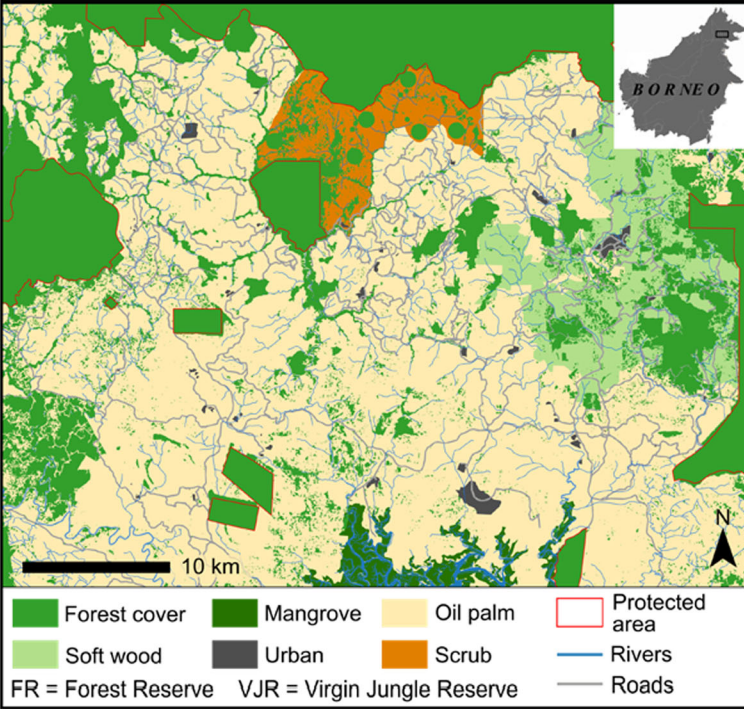 BORNEO
N
10 km
Forest cover Mangrove Oil palm Protected area
Soft wood Urban Scrub Rivers
FR = Forest Reserve VJR = Virgin Jungle Reserve Roads